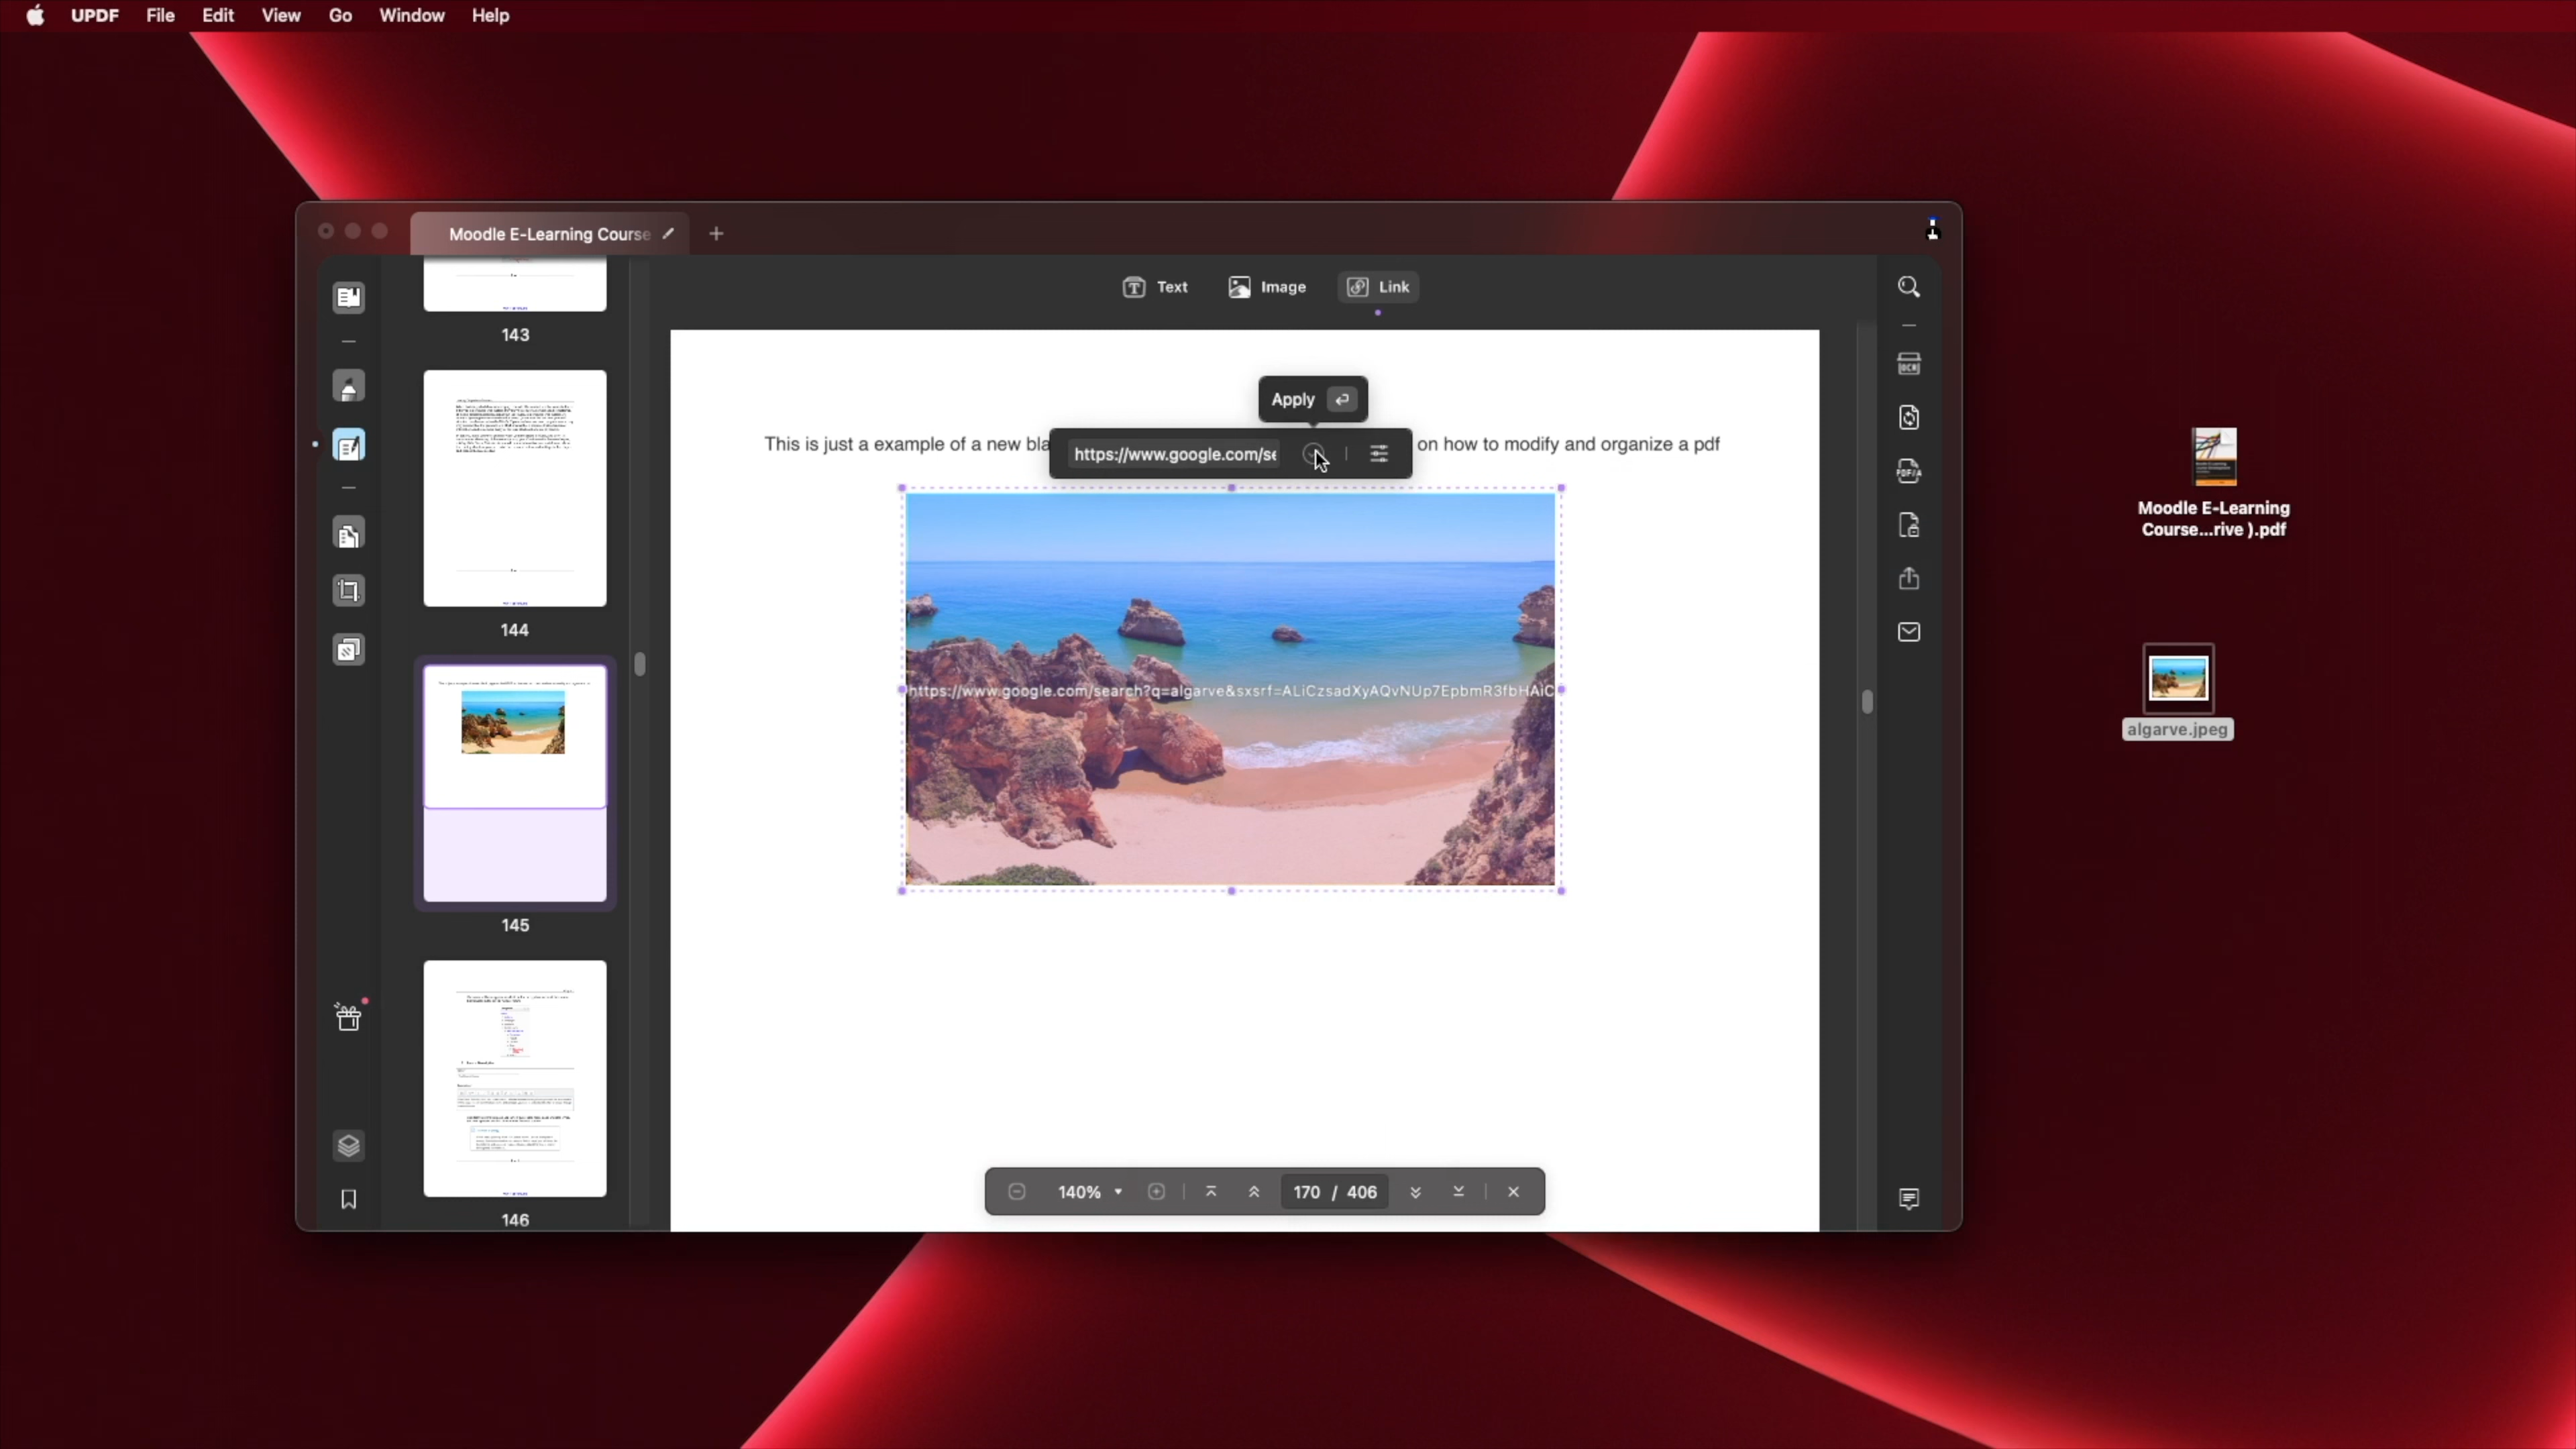 UPDF File Edit View Go Window Help
Moodle E-Learning Course
Text Image Link
Apply
This is just a example of a new bla
https://www.google.com/se
on how to modify and organize a pdf
https://www.google.com/search?q=algarve&sxsrf=ALiCzsadXyAQvNUp7EpbmR3fbHAiC
143
144
145
146
OCR
PDF/A
140%
170 / 406
Moodle E-Learning
Course...rive ).pdf
algarve.jpeg